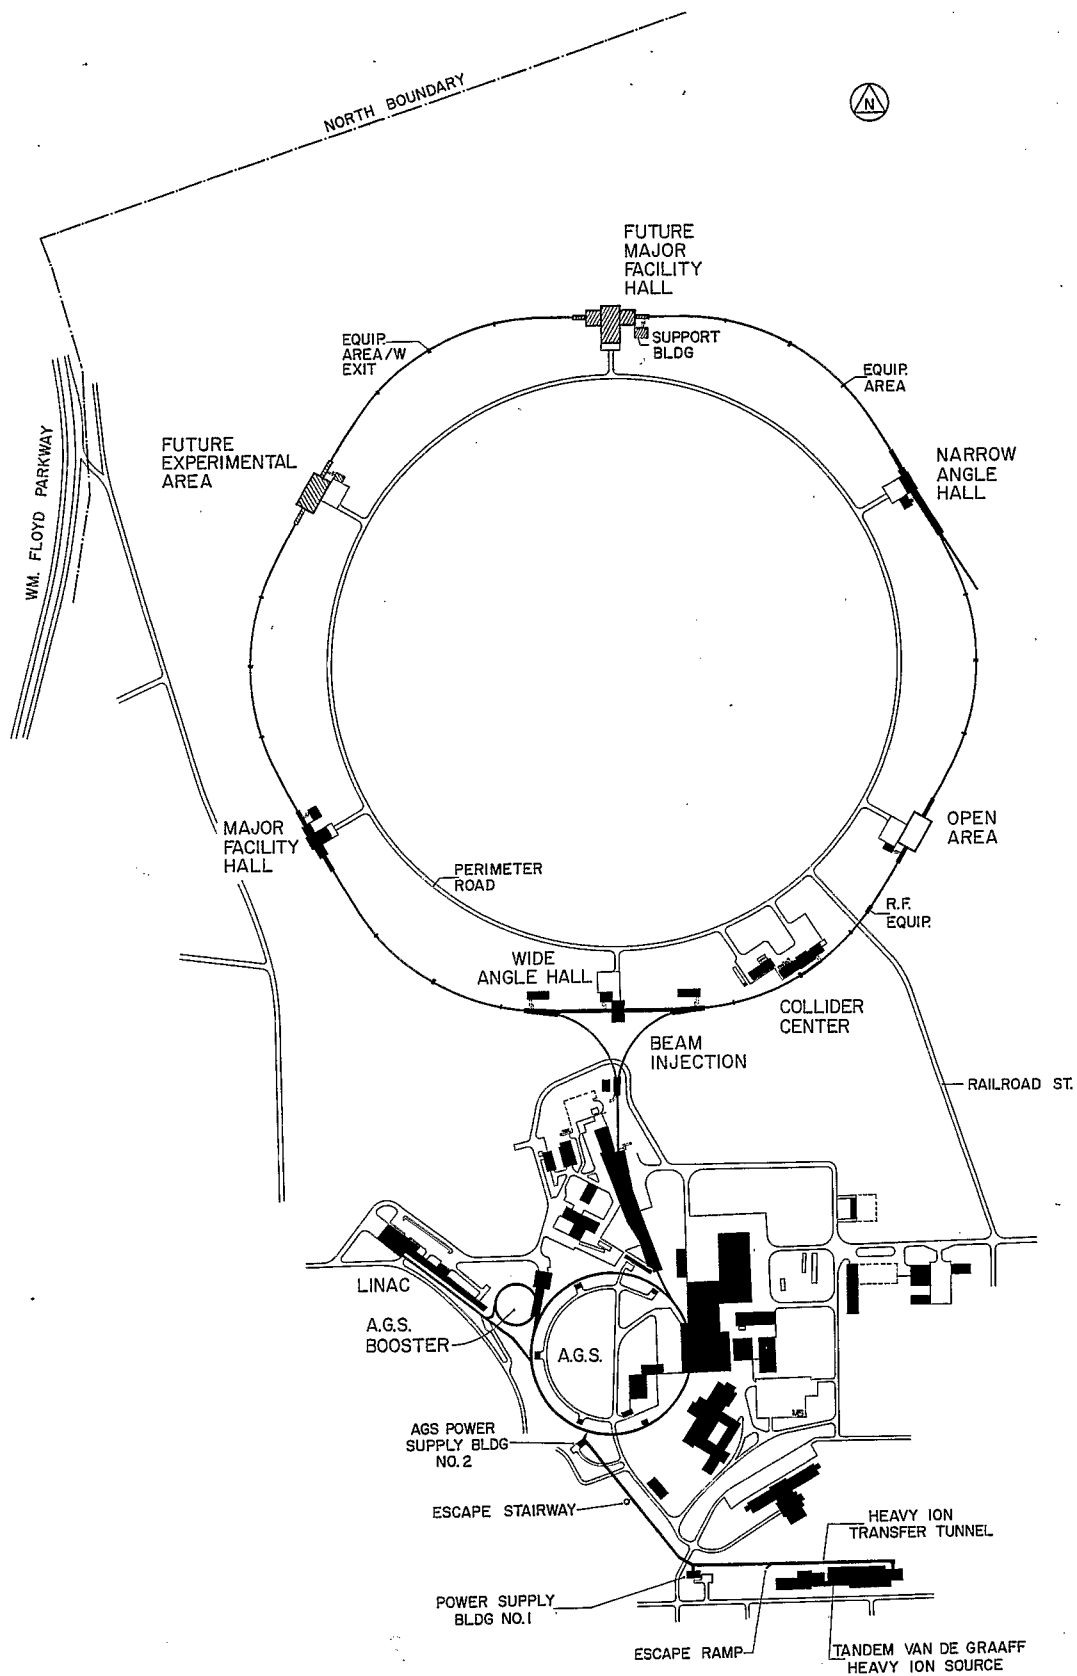 NORTH BOUNDARY
N
FUTURE
MAJOR
FACILITY
HALL
SUPPORT
BLDG
EQUIP.
AREA/W
EXIT
EQUIP.
AREA
FUTURE
EXPERIMENTAL
AREA
NARROW
ANGLE
HALL
WM. FLOYD PARKWAY
MAJOR
FACILITY
HALL
OPEN
AREA
PERIMETER
ROAD
R.F.
EQUIP.
WIDE
ANGLE HALL
COLLIDER
CENTER
BEAM
INJECTION
RAILROAD ST.
LINAC
A.G.S.
BOOSTER
A.G.S.
AGS POWER
SUPPLY BLDG
NO.2
ESCAPE STAIRWAY
HEAVY ION
TRANSFER TUNNEL
POWER SUPPLY
BLDG NO.1
ESCAPE RAMP
TANDEM VAN DE GRAAFF
HEAVY ION SOURCE